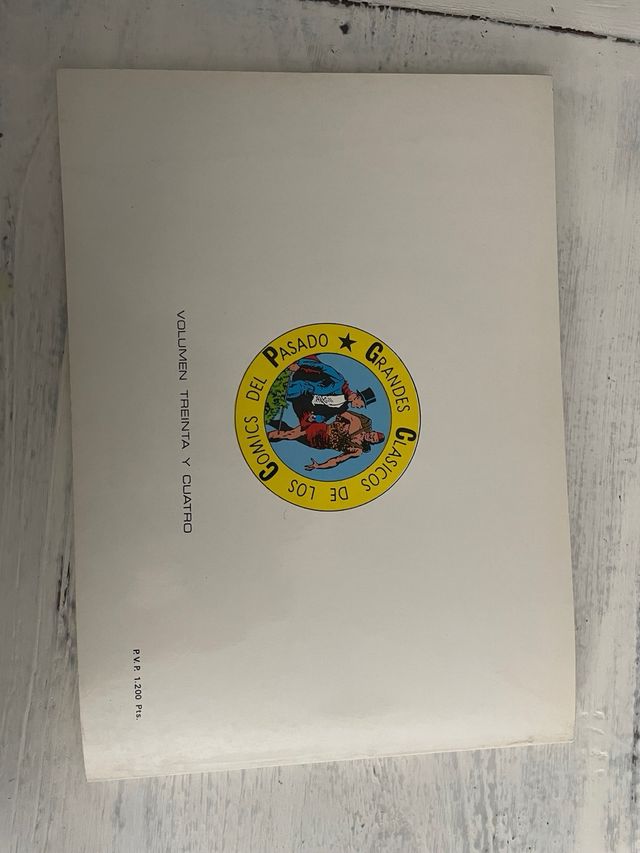 GRANDES CLASICOS DE LOS COMICS DEL PASADO ★
VOLUMEN TREINTA Y CUATRO
P.V.P. 1.200 Pts.